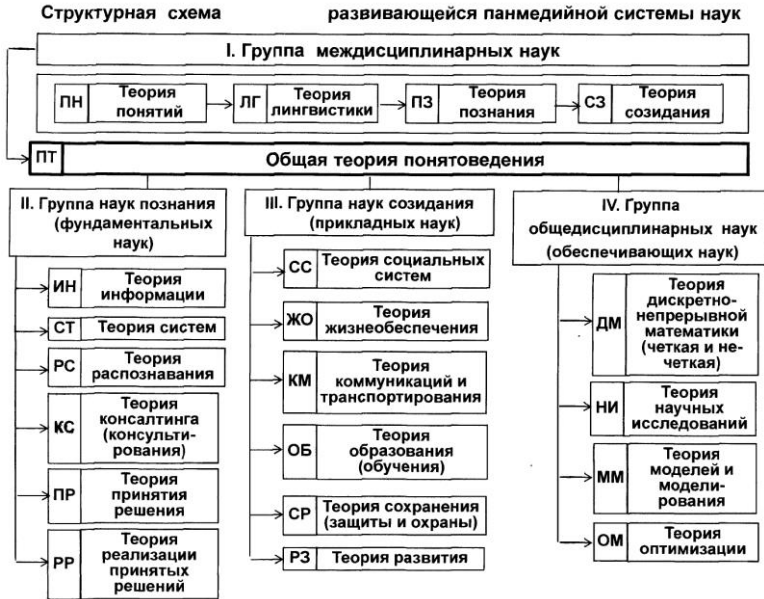 Структурная схема развивающейся панмедийной системы наук
I. Группа междисциплинарных наук
ПН Теория
понятий
ЛГ Теория
лингвистики
ПЗ Теория
познания
СЗ Теория
созидания
ПТ Общая теория понятоведения
II. Группа наук познания
(фундаментальных
наук)
ИН Теория
информации
СТ Теория систем
РС Теория
распознавания
КС Теория
консалтинга
(консульти-
рования)
ПР Теория
принятия
решения
РР Теория
реализации
принятых
решений
III. Группа наук созидания
(прикладных наук)
СС Теория социальных
систем
ЖО Теория
жизнеобеспечения
КМ Теория
коммуникаций и
транспортирования
ОБ Теория
образования
(обучения)
СР Теория сохранения
(защиты и охраны)
РЗ Теория развития
IV. Группа
общедисциплинарных наук
(обеспечивающих наук)
ДМ Теория
дискретно-
непрерывной
математики
(четкая и не-
четкая)
НИ Теория
научных
исследований
ММ Теория
моделей и
модели-
рования
ОМ Теория
оптимизации